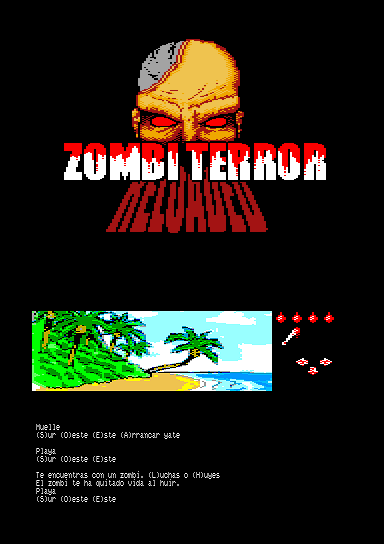 ZOMBI TERROR
RELOADED
Muelle
(S)ur (O)este (E)ste (A)rrancar yate
Playa
(S)ur (O)este (E)ste
Te encuentras con un zombi. (L)uchas o (H)uyes
El zombi te ha quitado vida al huir.
Playa
(S)ur (O)este (E)ste